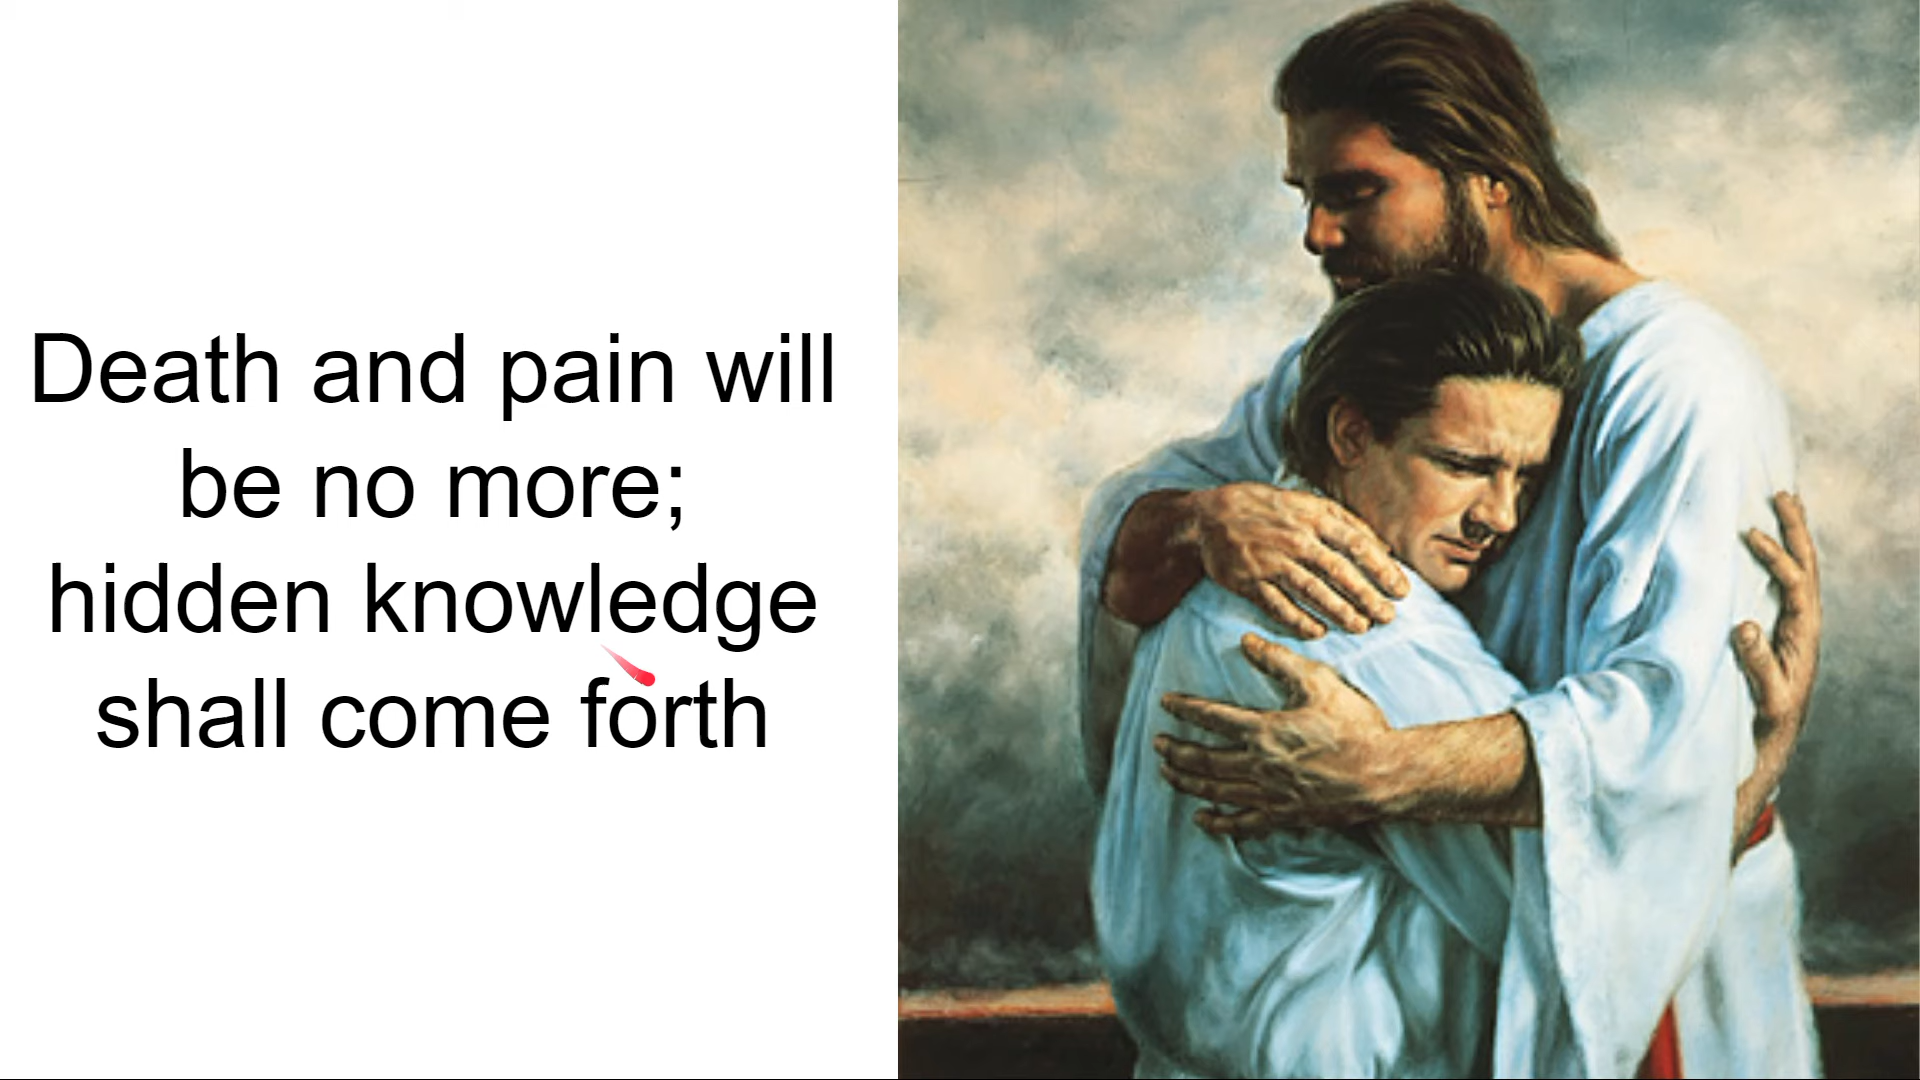 Death and pain will
be no more;
hidden knowledge
shall come forth